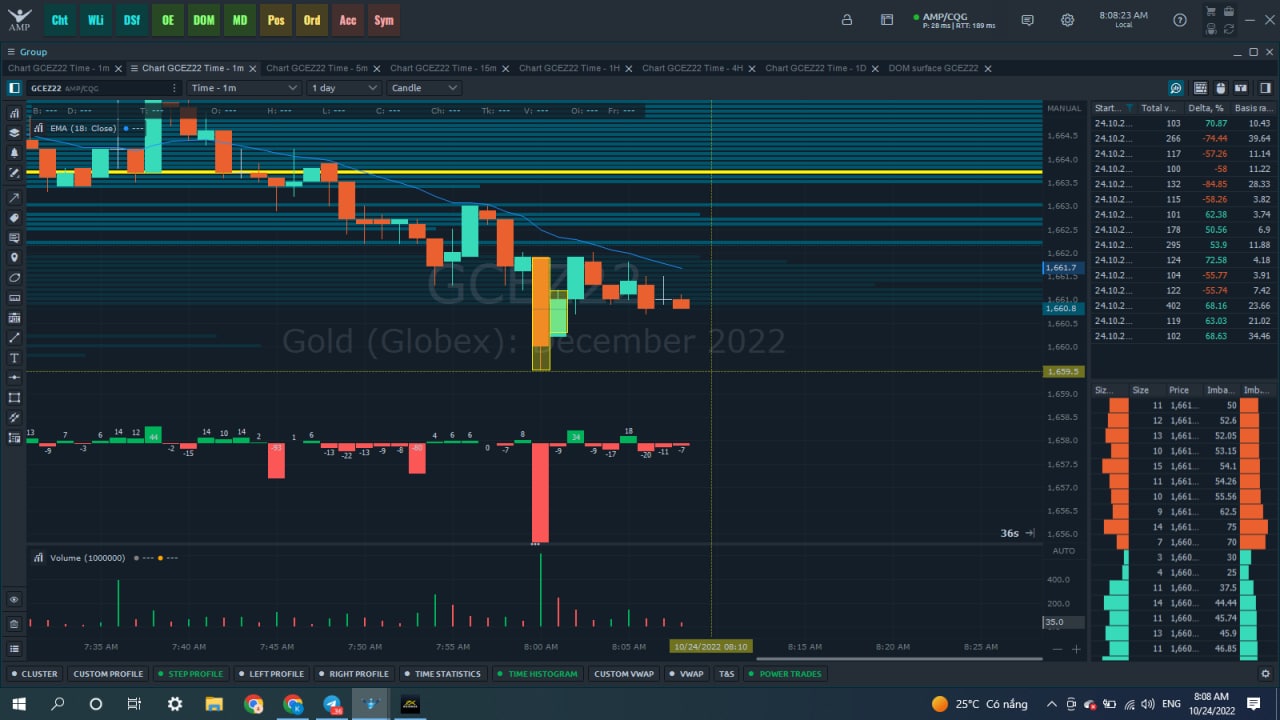 AMP Cht WLi DSf OE DOM MD Pos Ord Acc Sym AMP/CQG P: 28 ms | RTT: 189 ms 8:08:23 AM Local
Group
Chart GCEZ22 Time - 1m Chart GCEZ22 Time - 1m Chart GCEZ22 Time - 5m Chart GCEZ22 Time - 15m Chart GCEZ22 Time - 1H Chart GCEZ22 Time - 4H Chart GCEZ22 Time - 1D DOM surface GCEZ22
GCEZ22 AMP/CQG Time - 1m 1 day Candle
B: --- D: --- T: --- O: --- H: --- L: --- C: --- Ch: --- Tk: --- V: --- Oi: --- Fr: ---
EMA (18: Close) ---
GCEZ22
Gold (Globex): December 2022
MANUAL
1,664.5
1,664.0
1,663.5
1,663.0
1,662.5
1,662.0
1,661.7
1,661.5
1,661.0
1,660.8
1,660.5
1,660.0
1,659.5
1,659.0
1,658.5
1,658.0
1,657.5
1,657.0
1,656.5
1,656.0
AUTO
13 -9 7 -3 6 14 12 44 -2 -15 14 10 14 2 -93 1 6 -13 -22 -13 -9 -8 -80 4 6 6 0 -7 -9 34 -9 -17 18 -20 -11 -7
36s
Volume (1000000) --- ---
400.0
200.0
35.0
7:35 AM 7:40 AM 7:45 AM 7:50 AM 7:55 AM 8:00 AM 8:05 AM 10/24/2022 08:10 8:15 AM 8:20 AM 8:25 AM
Start... Total v... Delta, % Basis ra...
24.10.2... 103 70.87 10.43
24.10.2... 266 -74.44 39.64
24.10.2... 117 -57.26 11.14
24.10.2... 100 -58 11.22
24.10.2... 132 -84.85 28.33
24.10.2... 115 -58.26 3.82
24.10.2... 101 62.38 3.74
24.10.2... 178 50.56 6.9
24.10.2... 295 53.9 11.88
24.10.2... 124 72.58 4.18
24.10.2... 104 -55.77 3.91
24.10.2... 122 -55.74 7.42
24.10.2... 402 68.16 23.66
24.10.2... 119 63.03 21.02
24.10.2... 102 68.63 34.46
Siz... Size Price Imba... Imb...
11 1,661... 50
12 1,661... 52.6
13 1,661... 52.05
10 1,661... 53.15
15 1,661... 54.1
11 1,661... 54.26
10 1,661... 55.56
9 1,661... 62.5
14 1,661... 75
7 1,661... 70
3 1,660... 30
4 1,660... 25
11 1,660... 37.5
14 1,660... 44.44
11 1,660... 45.74
13 1,660... 45.9
11 1,660... 46.85
CLUSTER CUSTOM PROFILE STEP PROFILE LEFT PROFILE RIGHT PROFILE TIME STATISTICS TIME HISTOGRAM CUSTOM VWAP VWAP T&S POWER TRADES
25°C Có nắng ENG 8:08 AM
10/24/2022